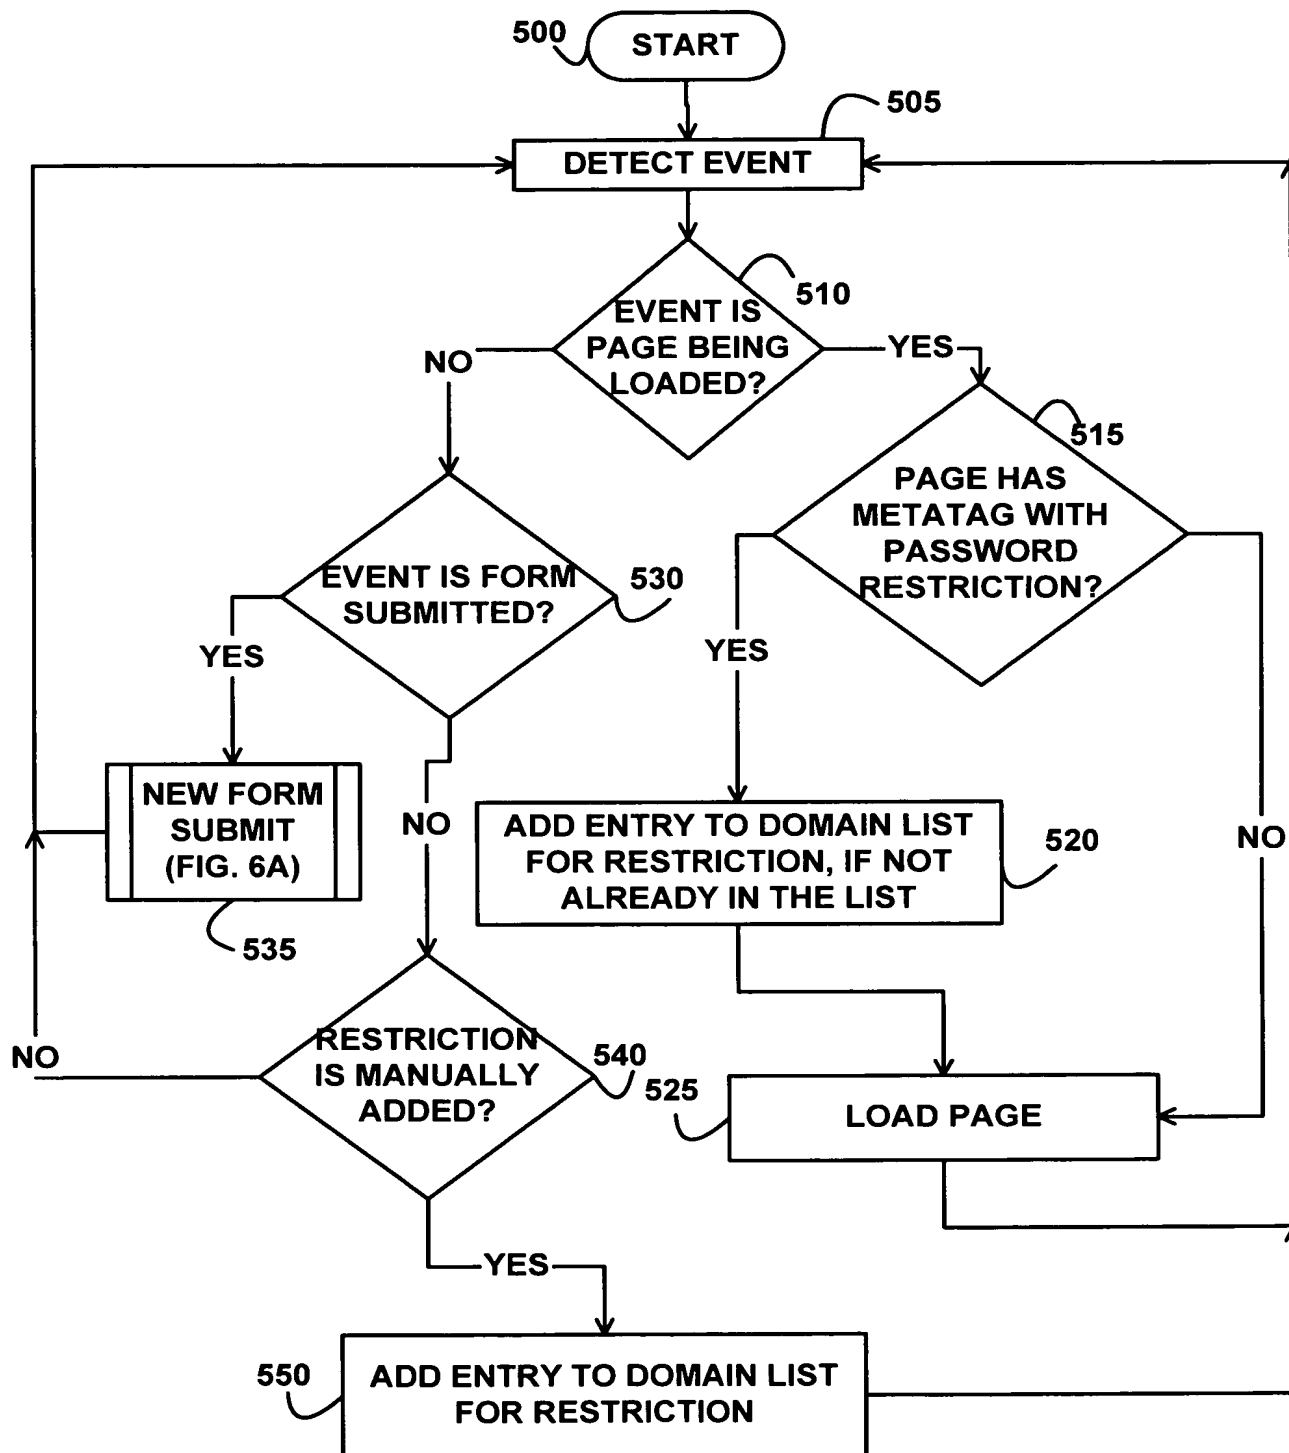 500
START
505
DETECT EVENT
510
EVENT IS
PAGE BEING
LOADED?
NO
YES
515
PAGE HAS
METATAG WITH
PASSWORD
RESTRICTION?
EVENT IS FORM
SUBMITTED?
530
YES
YES
NEW FORM
SUBMIT
(FIG. 6A)
535
NO
ADD ENTRY TO DOMAIN LIST
FOR RESTRICTION, IF NOT
ALREADY IN THE LIST
520
NO
RESTRICTION
IS MANUALLY
ADDED?
540
NO
525
LOAD PAGE
YES
550
ADD ENTRY TO DOMAIN LIST
FOR RESTRICTION